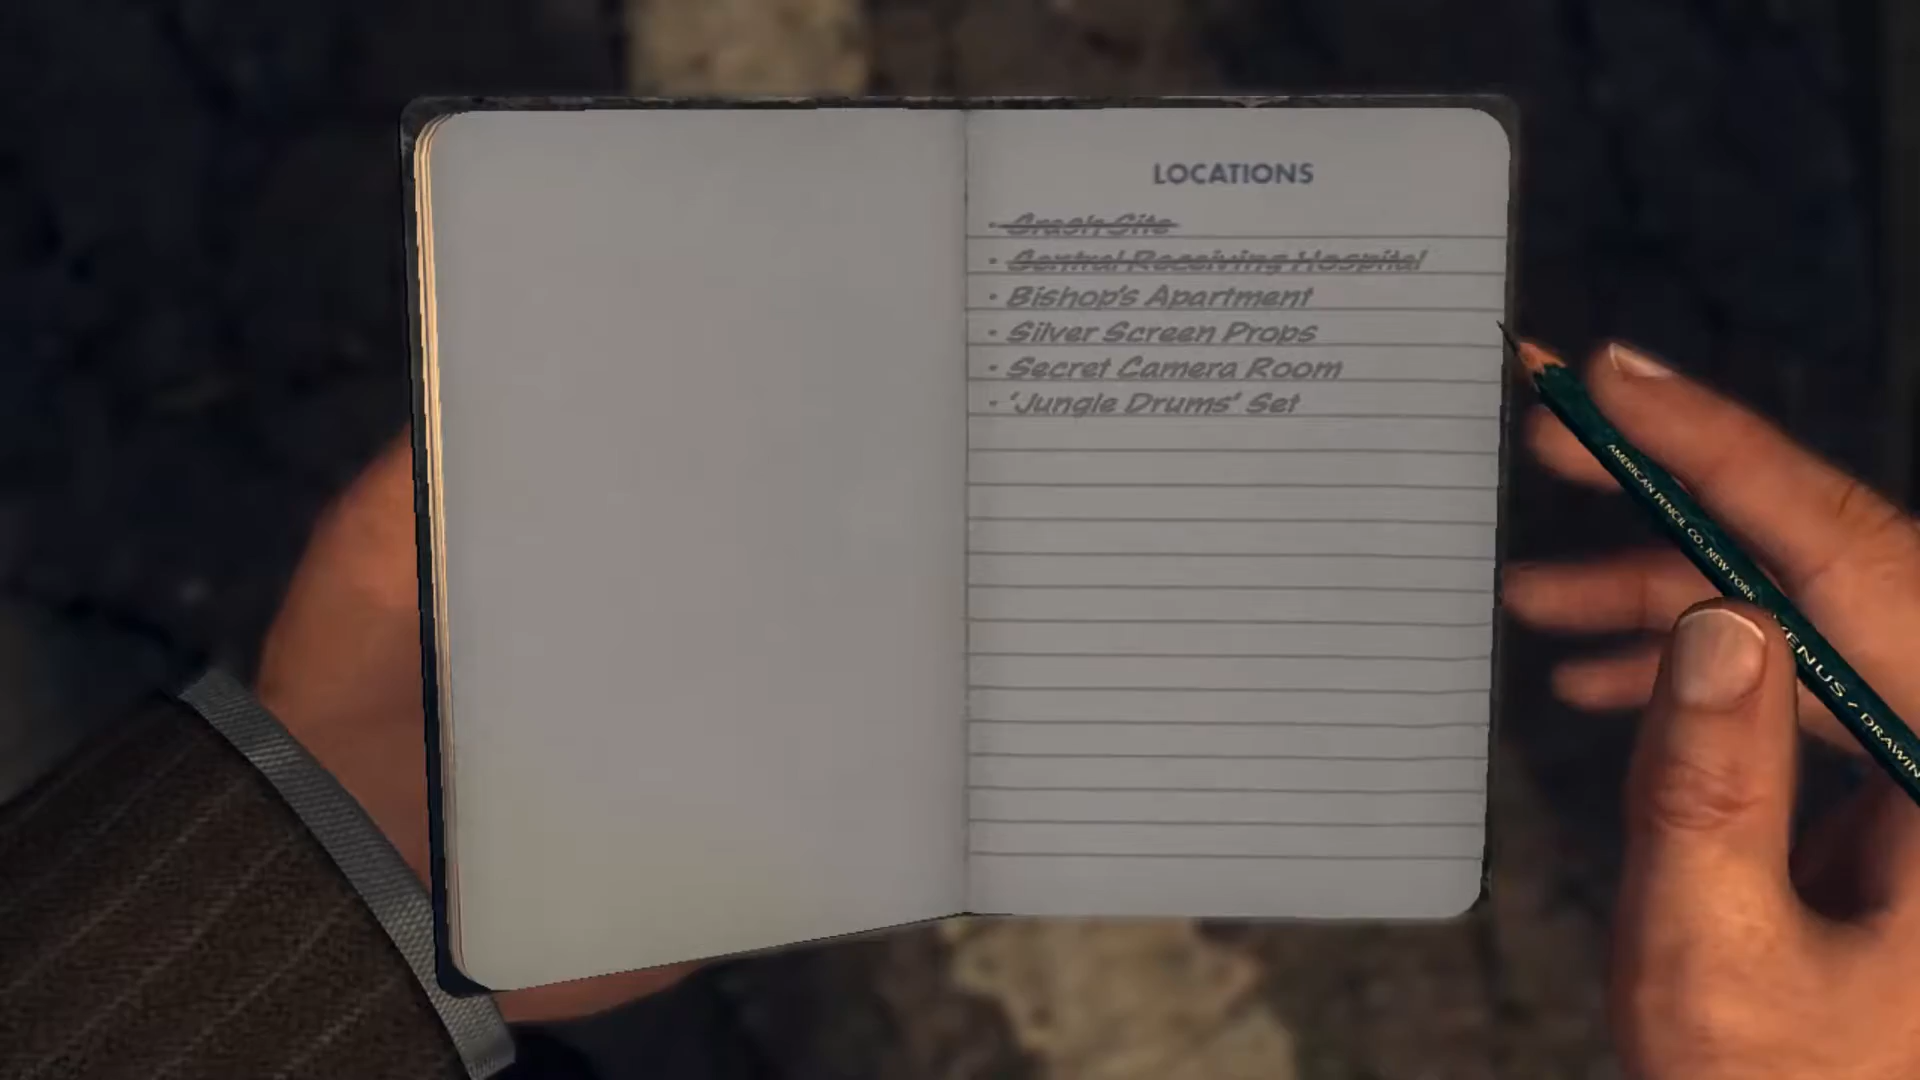 LOCATIONS
· Crash Site
· Central Receiving Hospital
· Bishop's Apartment
· Silver Screen Props
· Secret Camera Room
· 'Jungle Drums' Set
AMERICAN PENCIL CO. NEW YORK
VENUS / DRAWIN